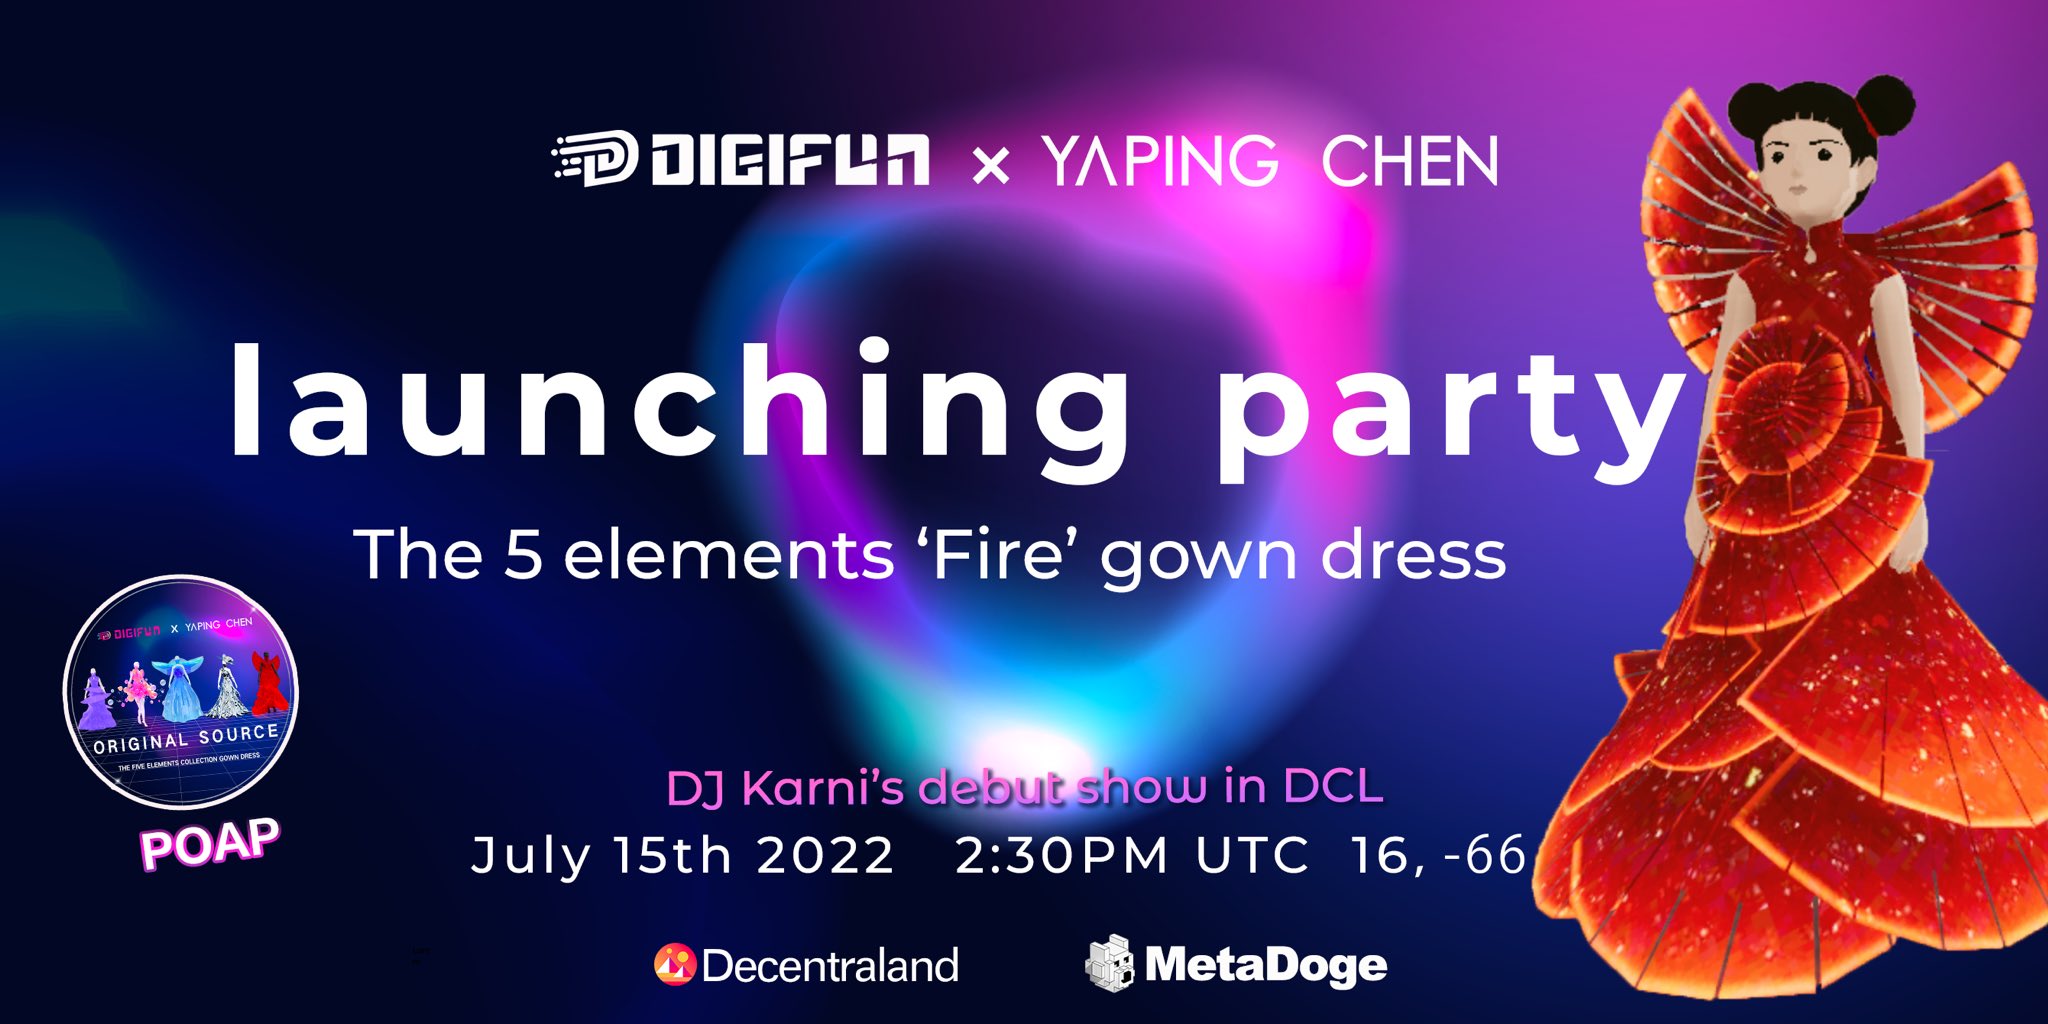 DIGIFUN × YAPING CHEN
launching party
The 5 elements ‘Fire’ gown dress
DIGIFUN X YAPING CHEN
ORIGINAL SOURCE
THE FIVE ELEMENTS COLLECTION GOWN DRESS
POAP
DJ Karni's debut show in DCL
July 15th 2022 2:30PM UTC 16, -66
Decentraland
MetaDoge